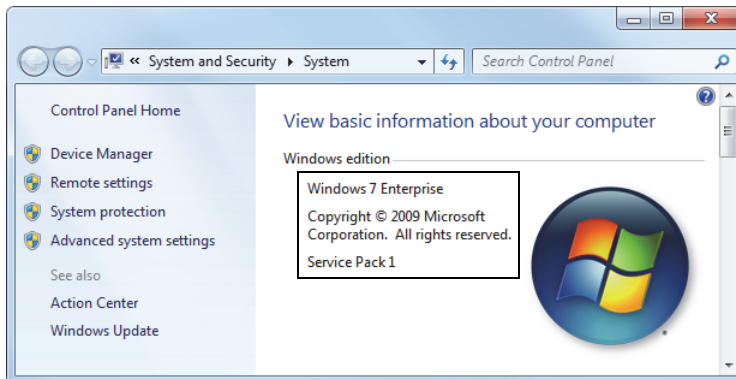 « System and Security ▸ System
Search Control Panel
Control Panel Home
Device Manager
Remote settings
System protection
Advanced system settings
See also
Action Center
Windows Update
View basic information about your computer
Windows edition
Windows 7 Enterprise
Copyright © 2009 Microsoft
Corporation. All rights reserved.
Service Pack 1